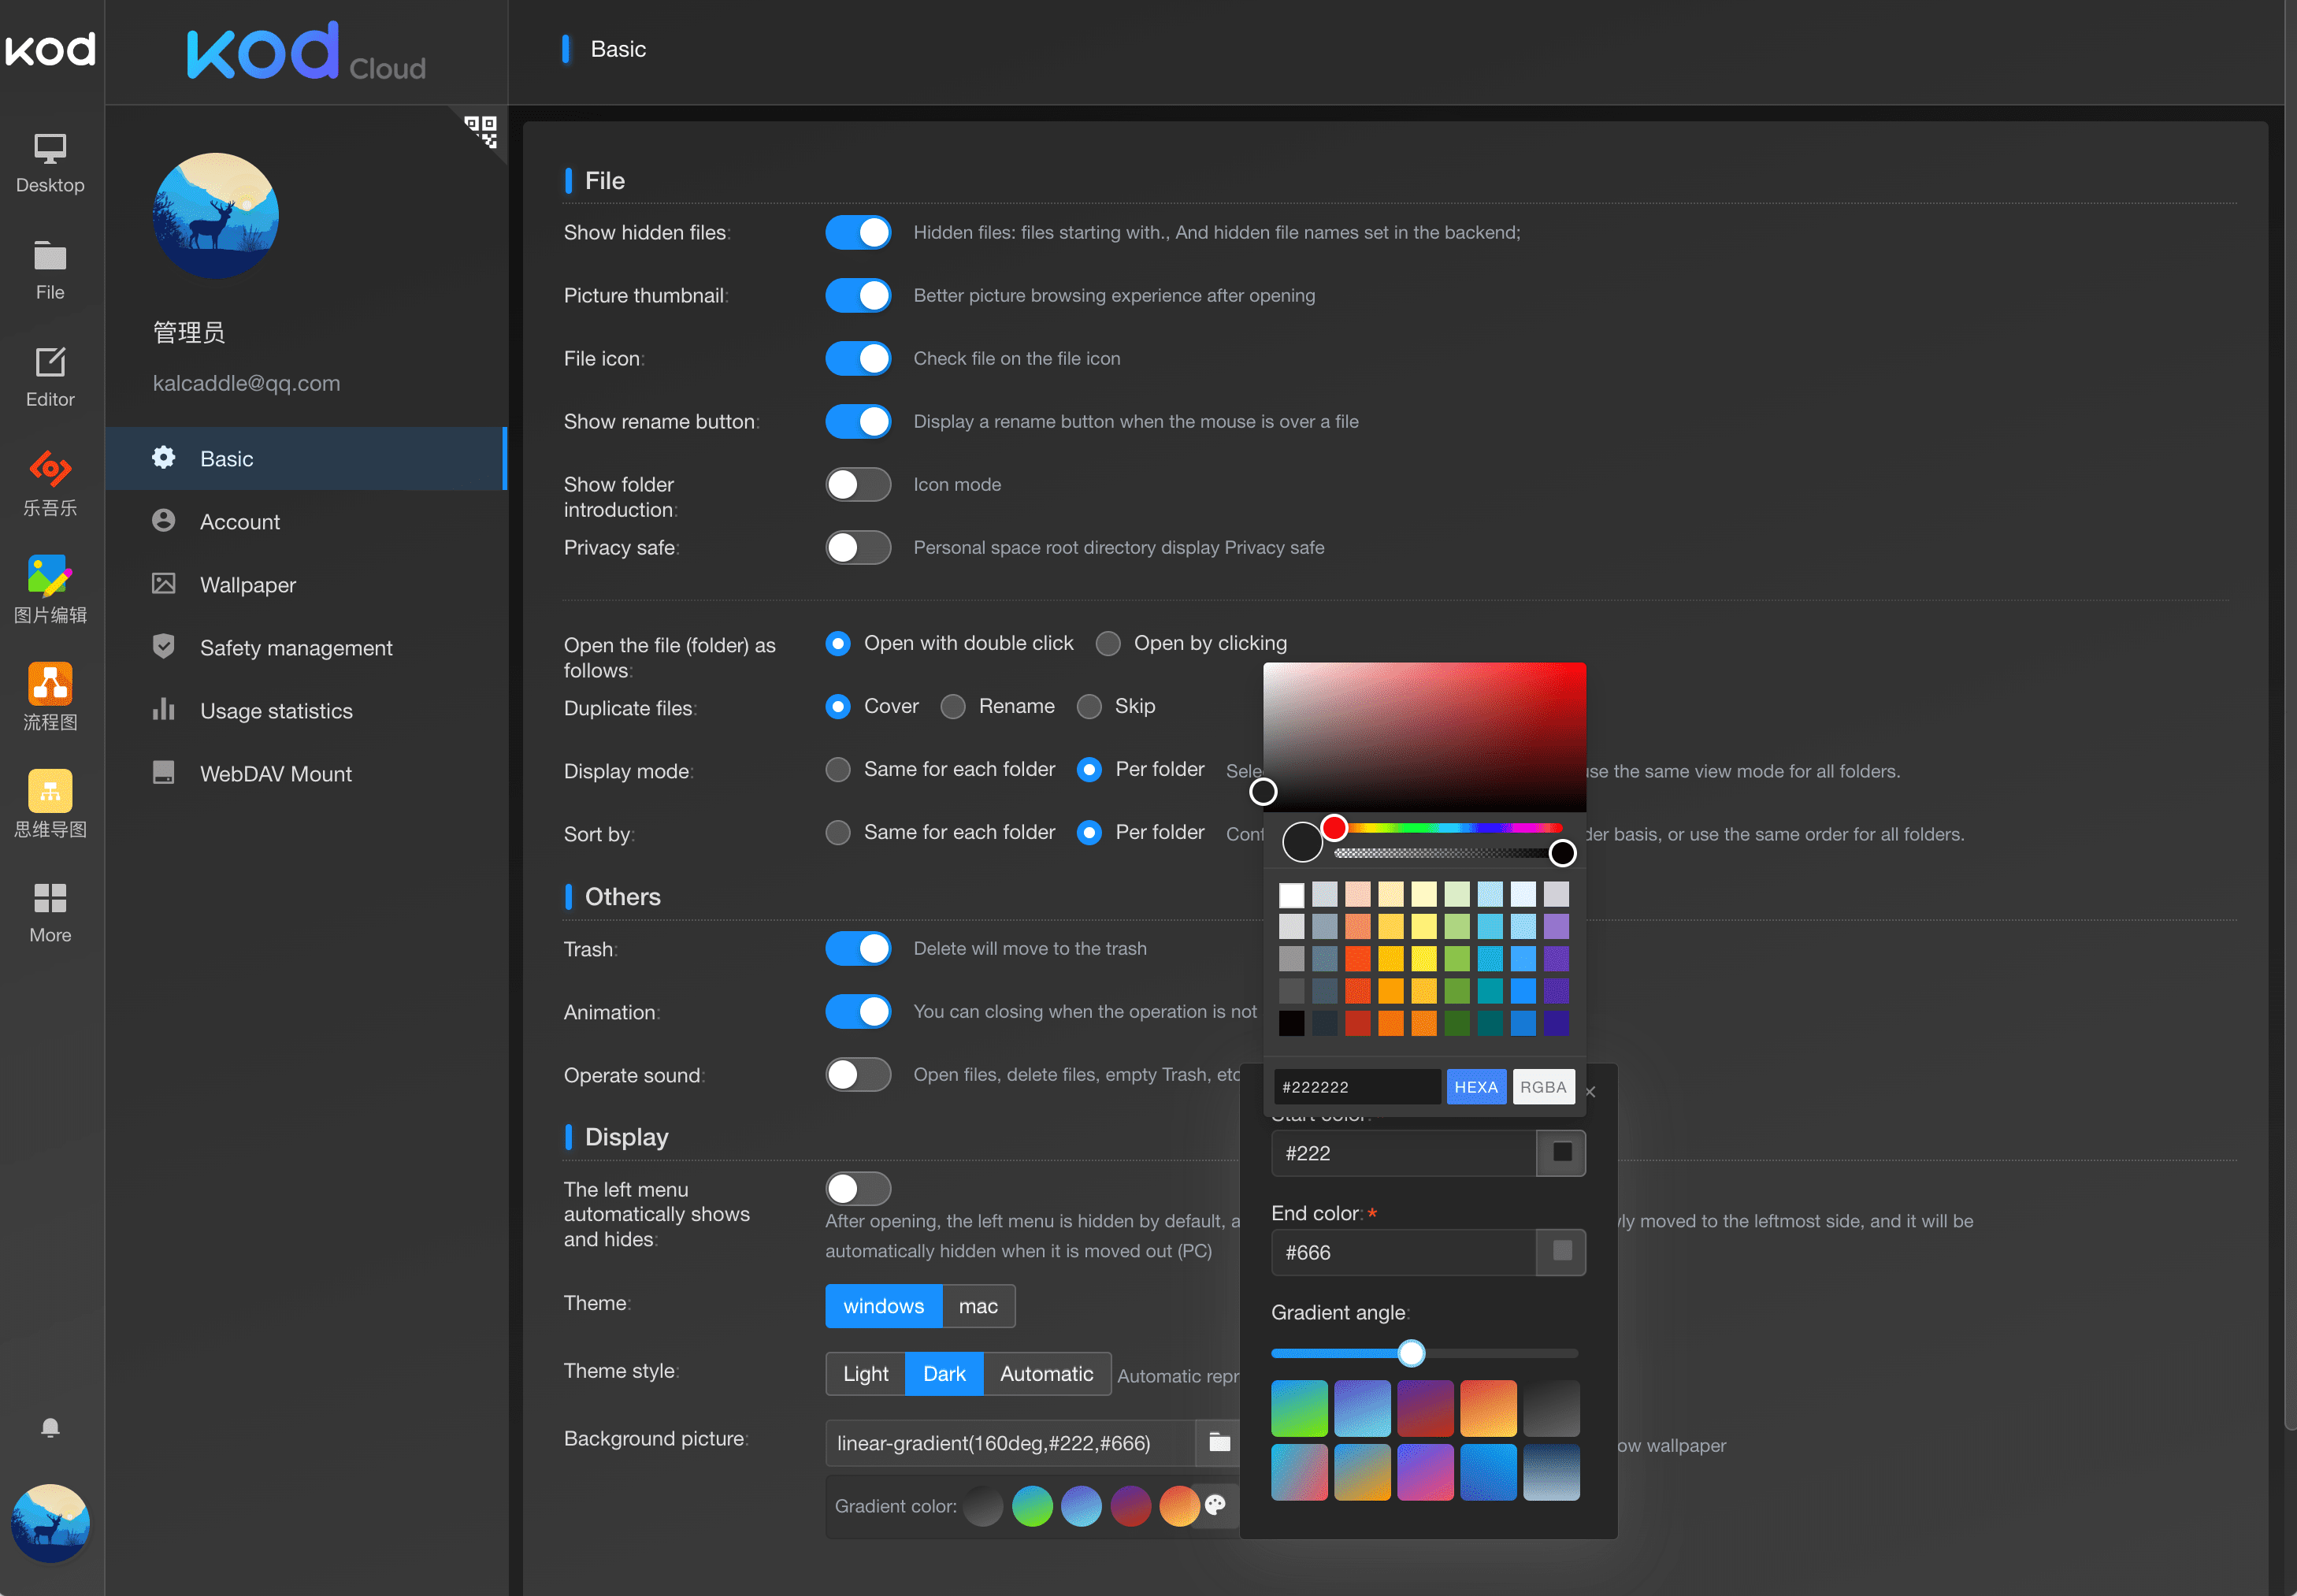 kod
Desktop
File
Editor
乐吾乐
图片编辑
流程图
思维导图
More
kod Cloud
管理员
kalcaddle@qq.com
Basic
Account
Wallpaper
Safety management
Usage statistics
WebDAV Mount
Basic
File
Show hidden files:
Hidden files: files starting with., And hidden file names set in the backend;
Picture thumbnail:
Better picture browsing experience after opening
File icon:
Check file on the file icon
Show rename button:
Display a rename button when the mouse is over a file
Show folder
introduction:
Icon mode
Privacy safe:
Personal space root directory display Privacy safe
Open the file (folder) as
follows:
Open with double click Open by clicking
Duplicate files:
Cover Rename Skip
Display mode:
Same for each folder Per folder
use the same view mode for all folders.
Sort by:
Same for each folder Per folder
basis, or use the same order for all folders.
Others
Trash:
Delete will move to the trash
Animation:
You can closing when the operation is not
Operate sound:
Open files, delete files, empty Trash, etc
Display
The left menu
automatically shows
and hides:
After opening, the left menu is hidden by default,
moved to the leftmost side, and it will be
automatically hidden when it is moved out (PC)
Theme:
windows mac
Theme style:
Light Dark Automatic
Automatic
Background picture:
linear-gradient(160deg,#222,#666)
wallpaper
Gradient color:
#222222 HEXA RGBA
Start color:
#222
End color: *
#666
Gradient angle: